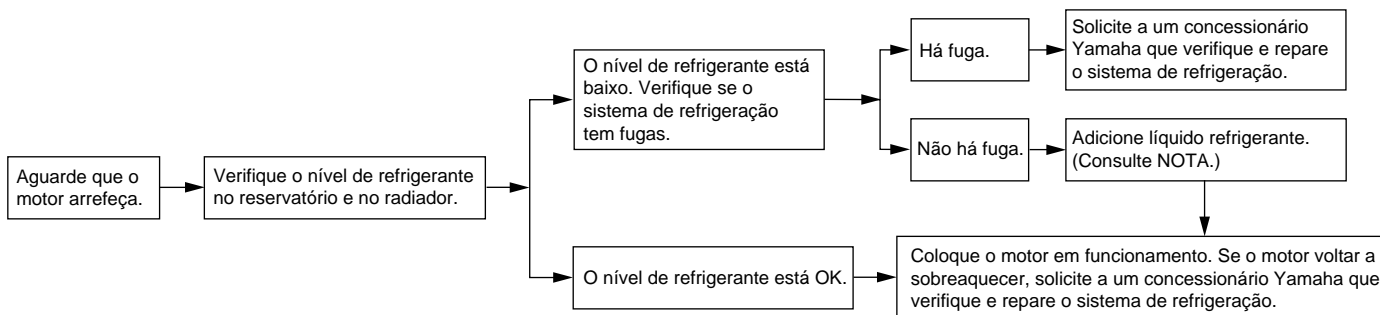 Aguarde que o
motor arrefeça.
Verifique o nível de refrigerante
no reservatório e no radiador.
O nível de refrigerante está
baixo. Verifique se o
sistema de refrigeração
tem fugas.
Há fuga.
Solicite a um concessionário
Yamaha que verifique e repare
o sistema de refrigeração.
Não há fuga.
Adicione líquido refrigerante.
(Consulte NOTA.)
O nível de refrigerante está OK.
Coloque o motor em funcionamento. Se o motor voltar a
sobreaquecer, solicite a um concessionário Yamaha que
verifique e repare o sistema de refrigeração.